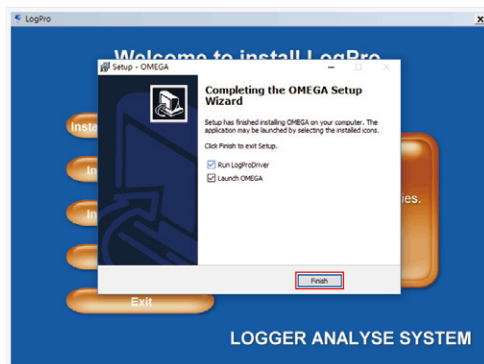 LogPro
x
Welcome to install LogPro
Setup - OMEGA
Completing the OMEGA Setup
Wizard
Setup has finished installing OMEGA on your computer. The
application may be launched by selecting the installed icons.
Click Finish to exit Setup.
Run LogProDriver
Launch OMEGA
Finish
Exit
LOGGER ANALYSE SYSTEM